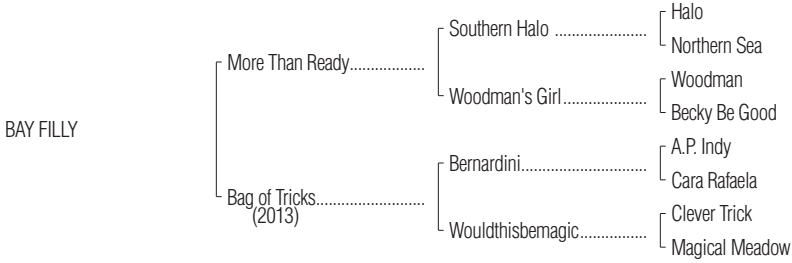 Halo
Southern Halo .....................
Northern Sea
More Than Ready..................
Woodman
Woodman's Girl....................
Becky Be Good
BAY FILLY
A.P. Indy
Bernardini..............................
Cara Rafaela
Bag of Tricks..........................
(2013)
Clever Trick
Wouldthisbemagic................
Magical Meadow